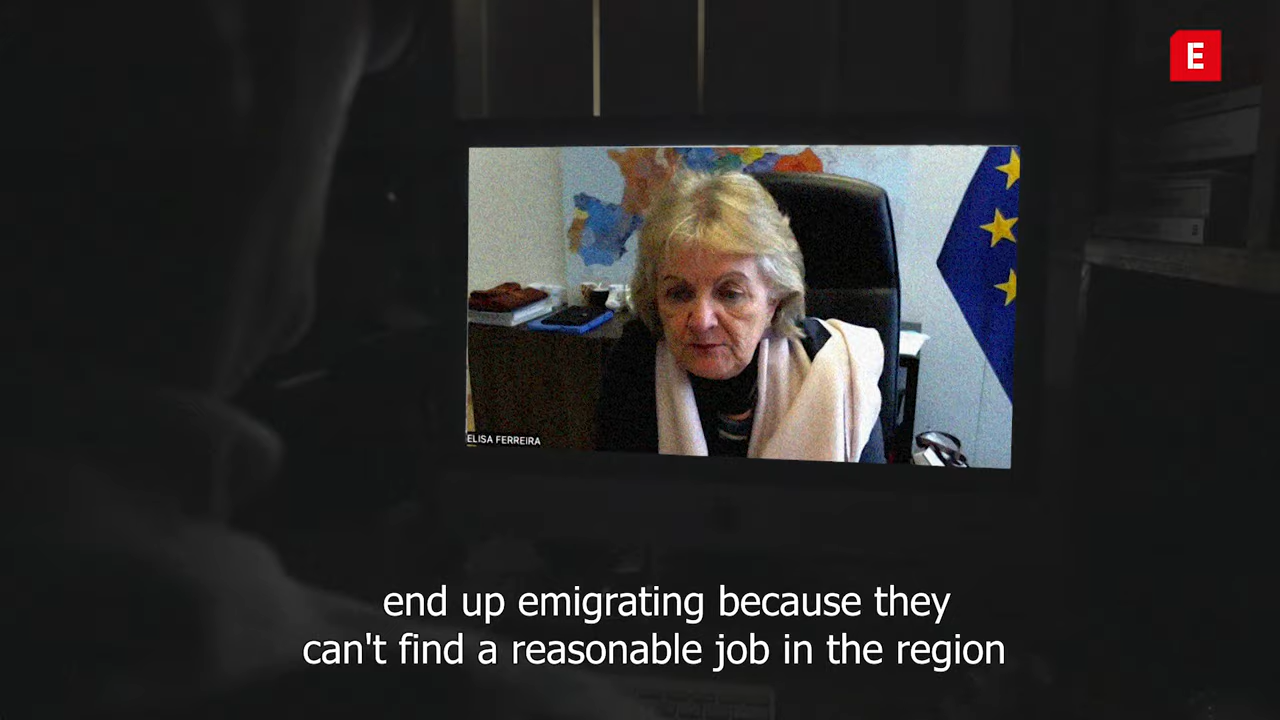 E
ELISA FERREIRA
end up emigrating because they
can't find a reasonable job in the region